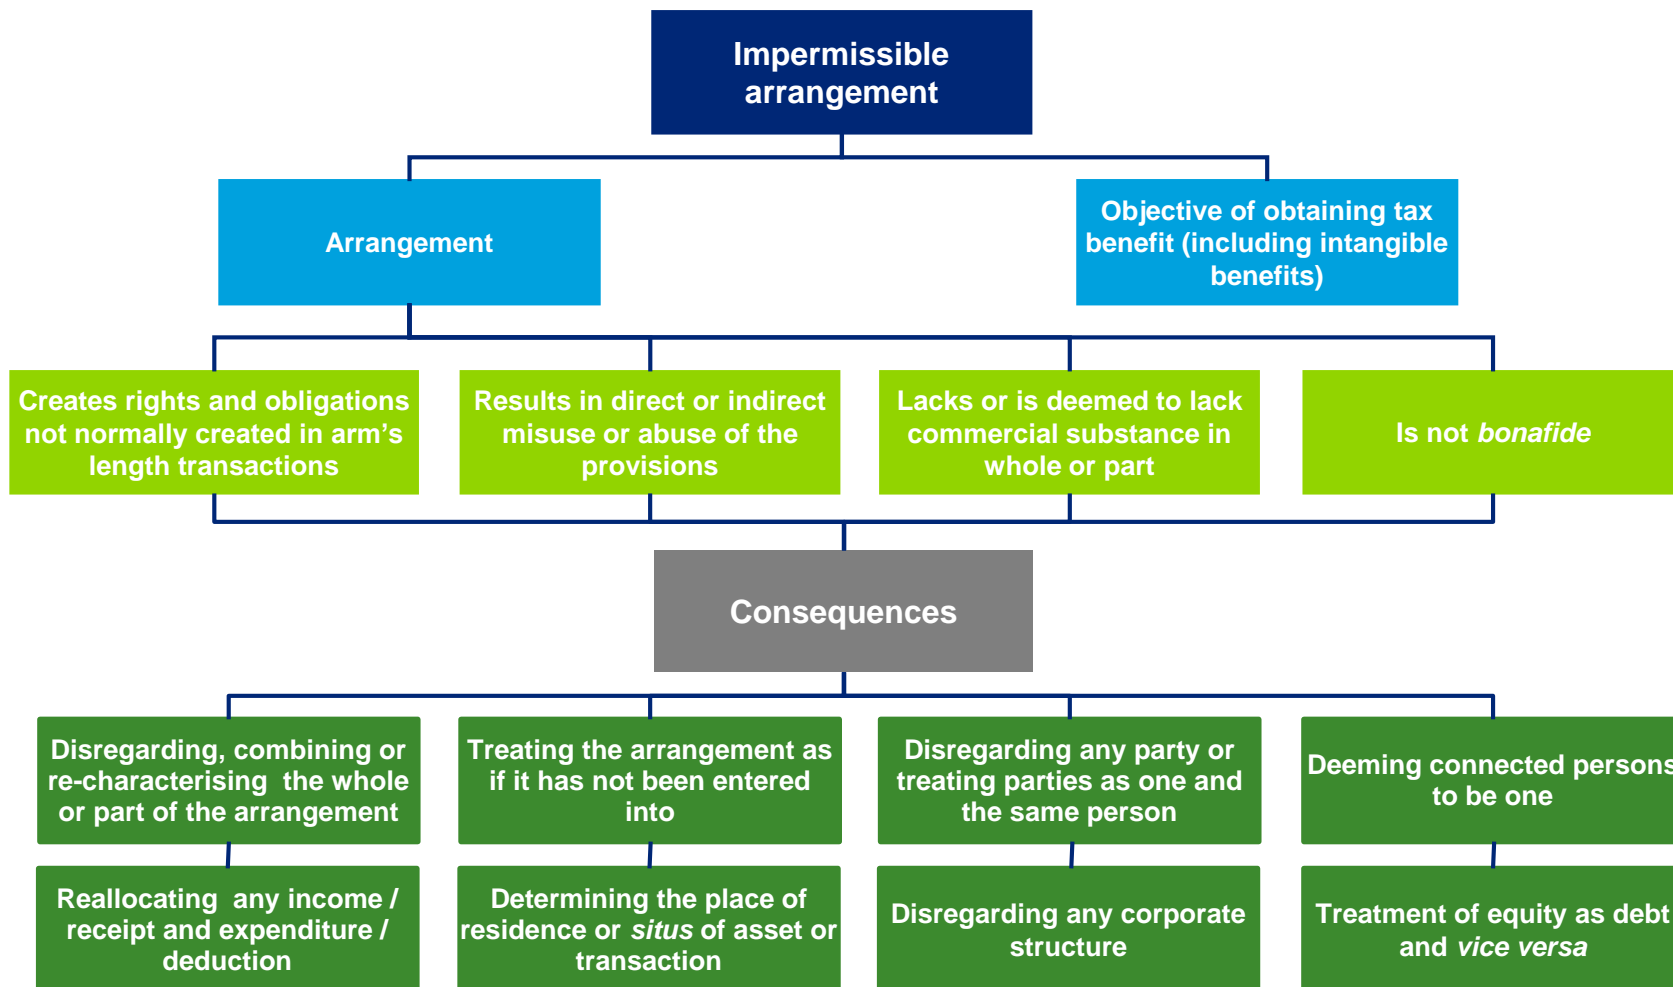 Impermissible
arrangement
Arrangement
Objective of obtaining tax
benefit (including intangible
benefits)
Creates rights and obligations
not normally created in arm's
length transactions
Results in direct or indirect
misuse or abuse of the
provisions
Lacks or is deemed to lack
commercial substance in
whole or part
Is not bonafide
Consequences
Disregarding, combining or
re-characterising the whole
or part of the arrangement
Treating the arrangement as
if it has not been entered
into
Disregarding any party or
treating parties as one and
the same person
Deeming connected persons
to be one
Reallocating any income /
receipt and expenditure /
deduction
Determining the place of
residence or situs of asset or
transaction
Disregarding any corporate
structure
Treatment of equity as debt
and vice versa